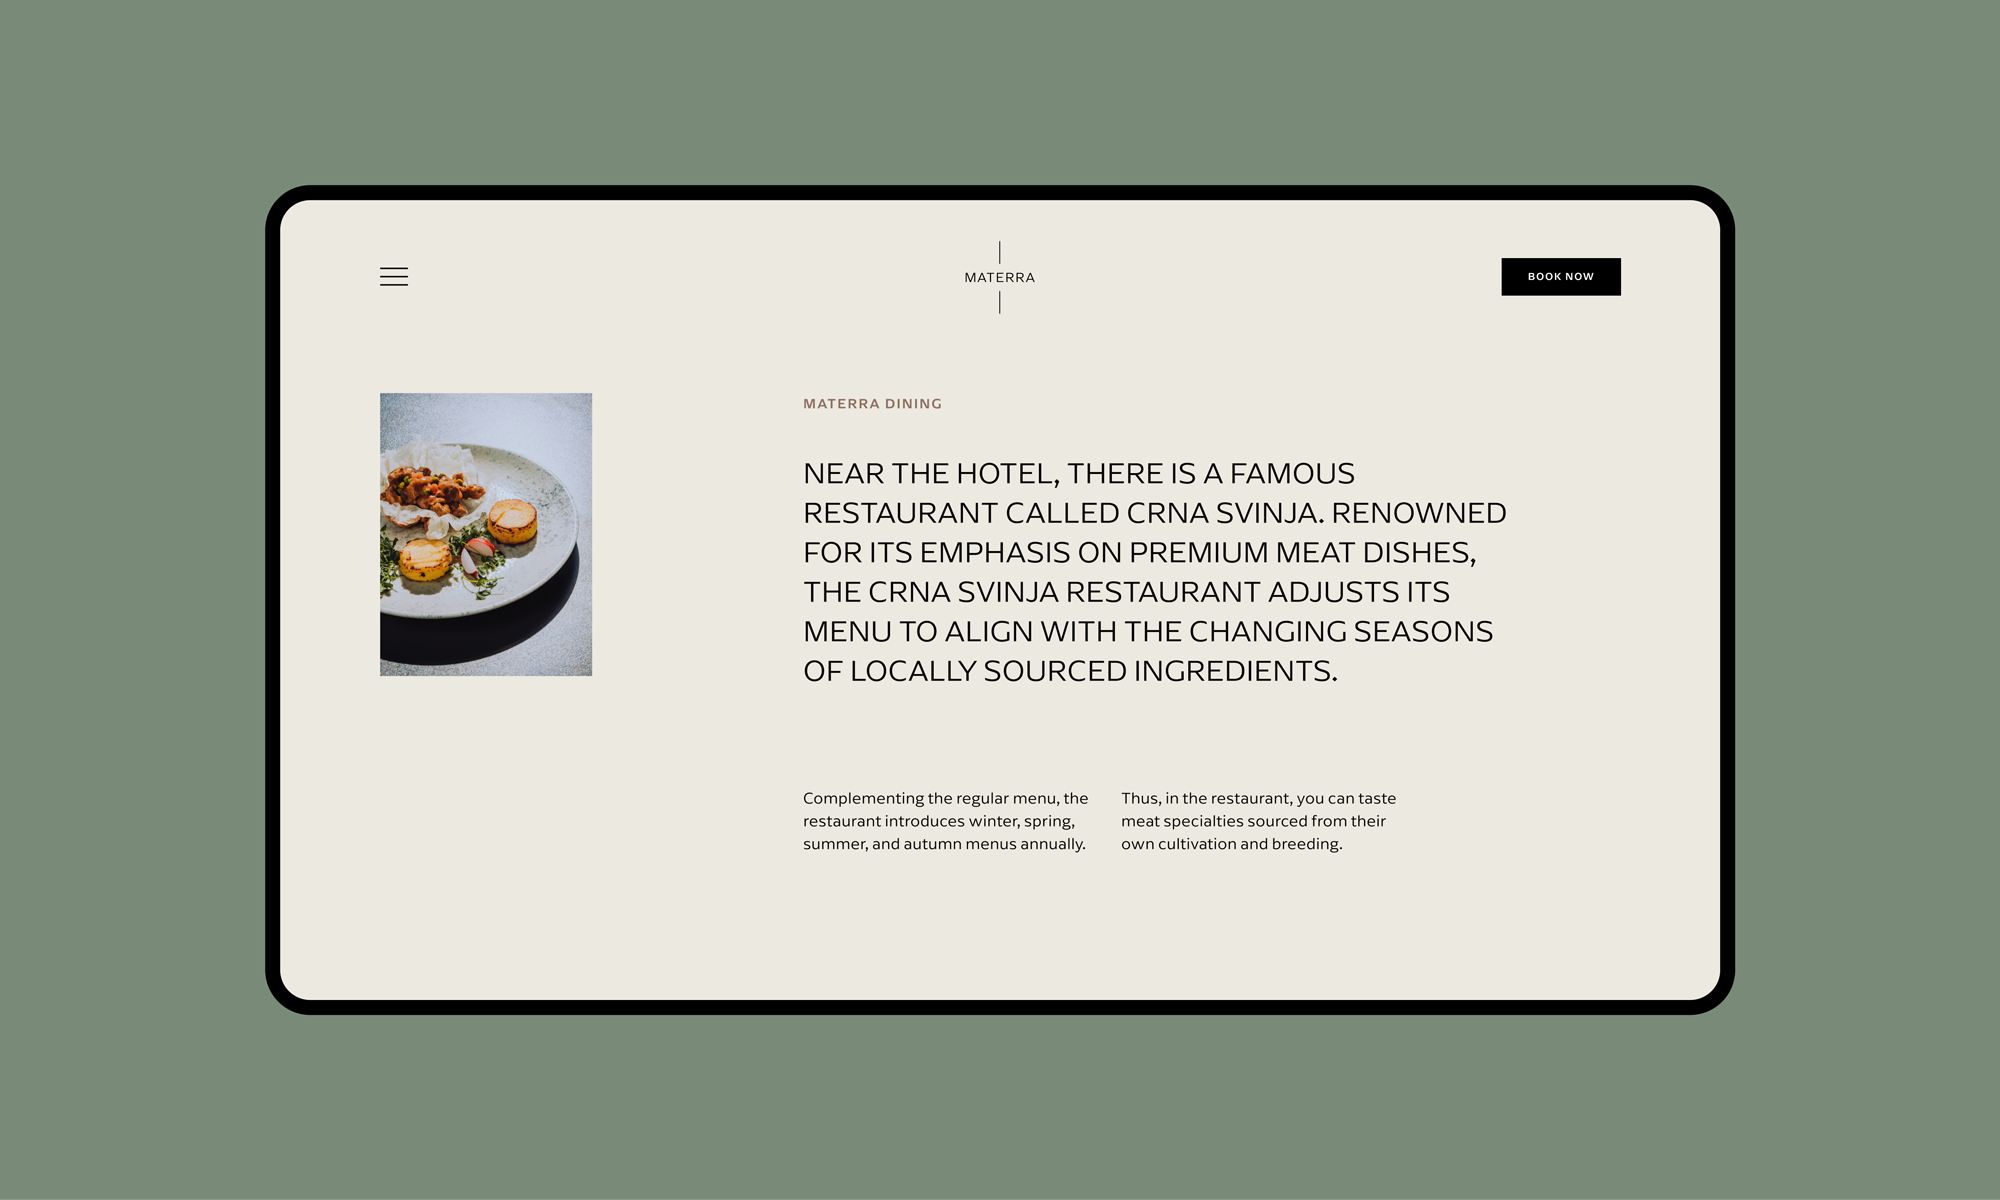 MATERRA
BOOK NOW
MATERRA DINING
NEAR THE HOTEL, THERE IS A FAMOUS
RESTAURANT CALLED CRNA SVINJA. RENOWNED
FOR ITS EMPHASIS ON PREMIUM MEAT DISHES,
THE CRNA SVINJA RESTAURANT ADJUSTS ITS
MENU TO ALIGN WITH THE CHANGING SEASONS
OF LOCALLY SOURCED INGREDIENTS.
Complementing the regular menu, the
restaurant introduces winter, spring,
summer, and autumn menus annually.
Thus, in the restaurant, you can taste
meat specialties sourced from their
own cultivation and breeding.